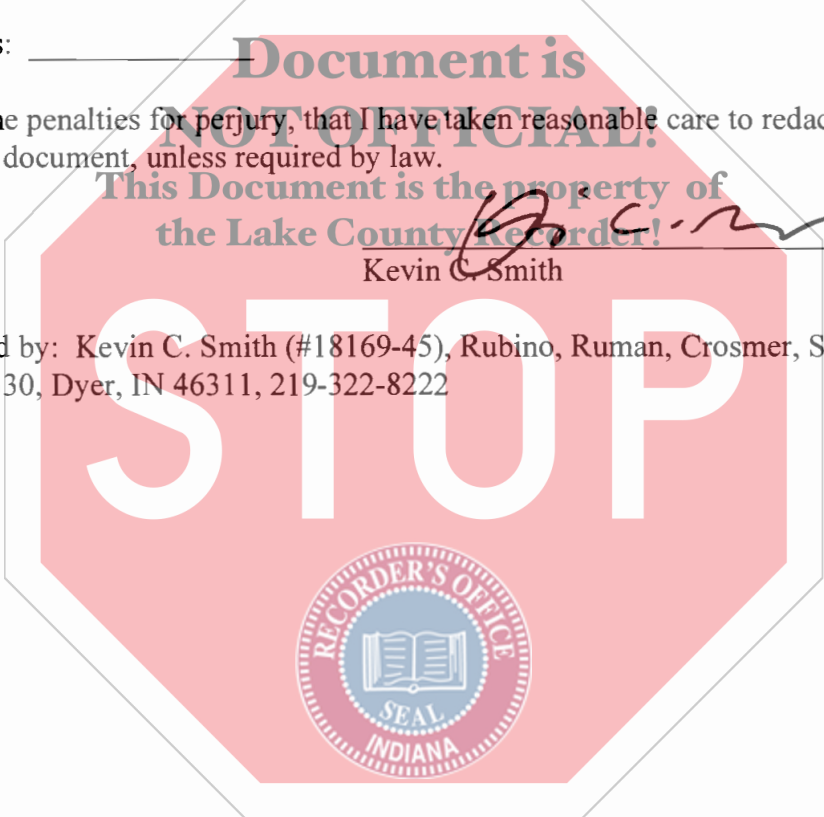 s: ____________
Document is
ne penalties for perjury, that I have taken reasonable care to redac
NOT OFFICIAL!
document, unless required by law.
This Document is the property of
the Lake County Recorder!
Kevin C. Smith
d by: Kevin C. Smith (#18169-45), Rubino, Ruman, Crosmer, S
30, Dyer, IN 46311, 219-322-8222
STOP
RECORDER'S OFFICE
SEAL
INDIANA